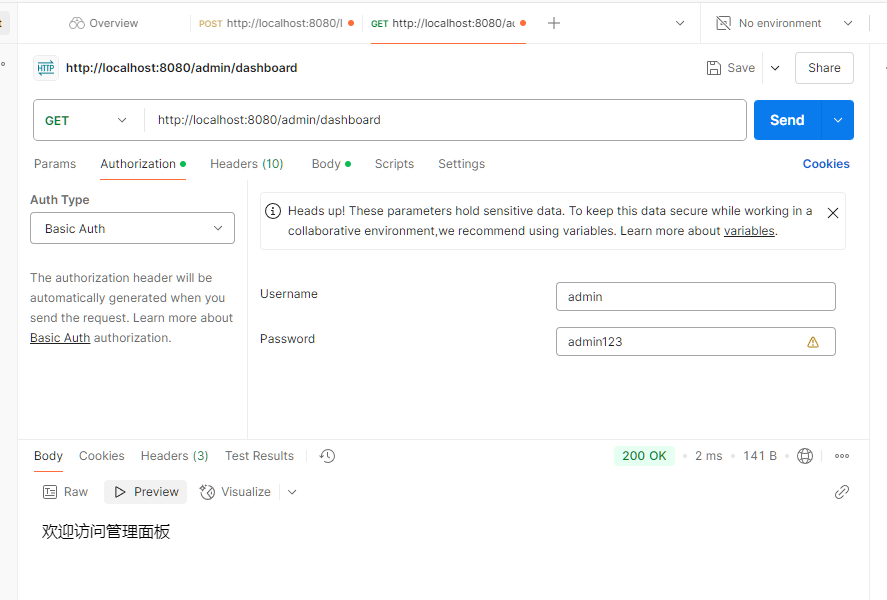 Overview
POST http://localhost:8080/l
GET http://localhost:8080/a
No environment
HTTP http://localhost:8080/admin/dashboard
Save
Share
GET http://localhost:8080/admin/dashboard
Send
Params Authorization Headers (10) Body Scripts Settings Cookies
Auth Type
Basic Auth
The authorization header will be
automatically generated when you
send the request. Learn more about
Basic Auth authorization.
Heads up! These parameters hold sensitive data. To keep this data secure while working in a
collaborative environment,we recommend using variables. Learn more about variables.
Username admin
Password admin123
Body Cookies Headers (3) Test Results 200 OK 2 ms 141 B
Raw Preview Visualize
欢迎访问管理面板